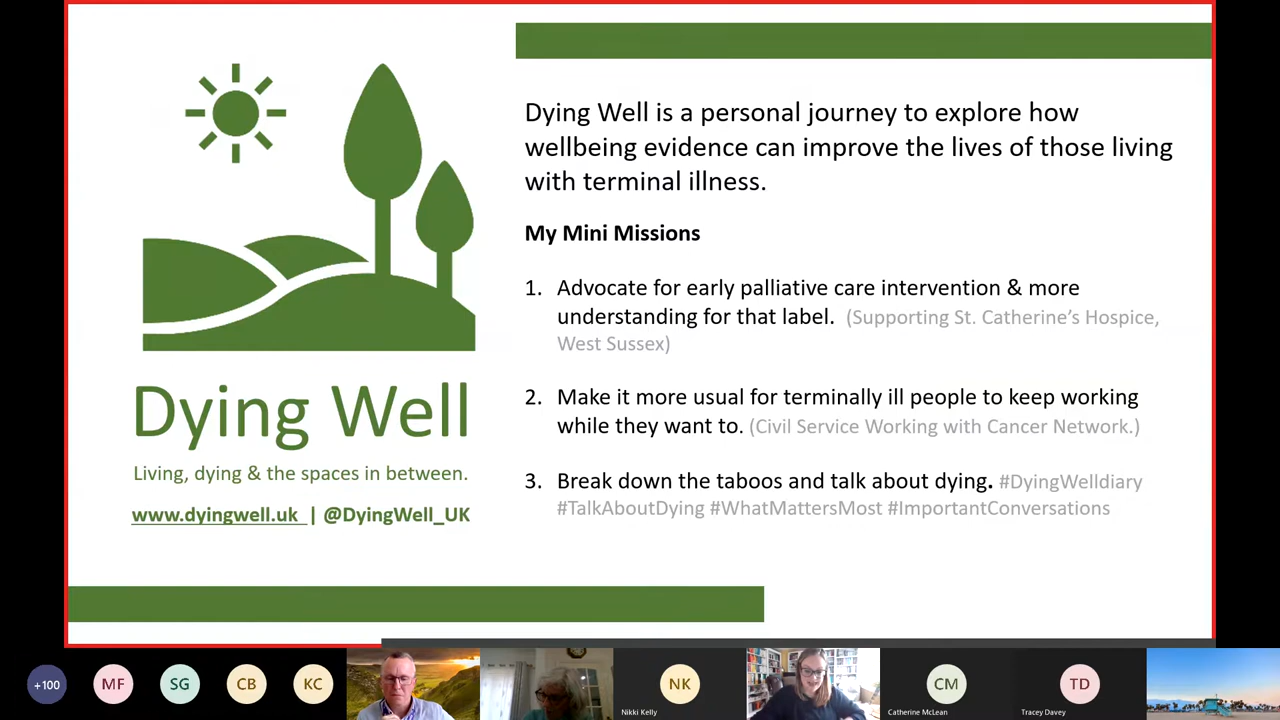 Dying Well is a personal journey to explore how
wellbeing evidence can improve the lives of those living
with terminal illness.
My Mini Missions
1. Advocate for early palliative care intervention & more
understanding for that label. (Supporting St. Catherine's Hospice,
West Sussex)
2. Make it more usual for terminally ill people to keep working
while they want to. (Civil Service Working with Cancer Network.)
3. Break down the taboos and talk about dying. #DyingWelldiary
#TalkAboutDying #WhatMattersMost #ImportantConversations
Dying Well
Living, dying & the spaces in between.
www.dyingwell.uk | @DyingWell_UK
+100
MF
SG
CB
KC
NK
Nikki Kelly
CM
Catherine McLean
TD
Tracey Davey